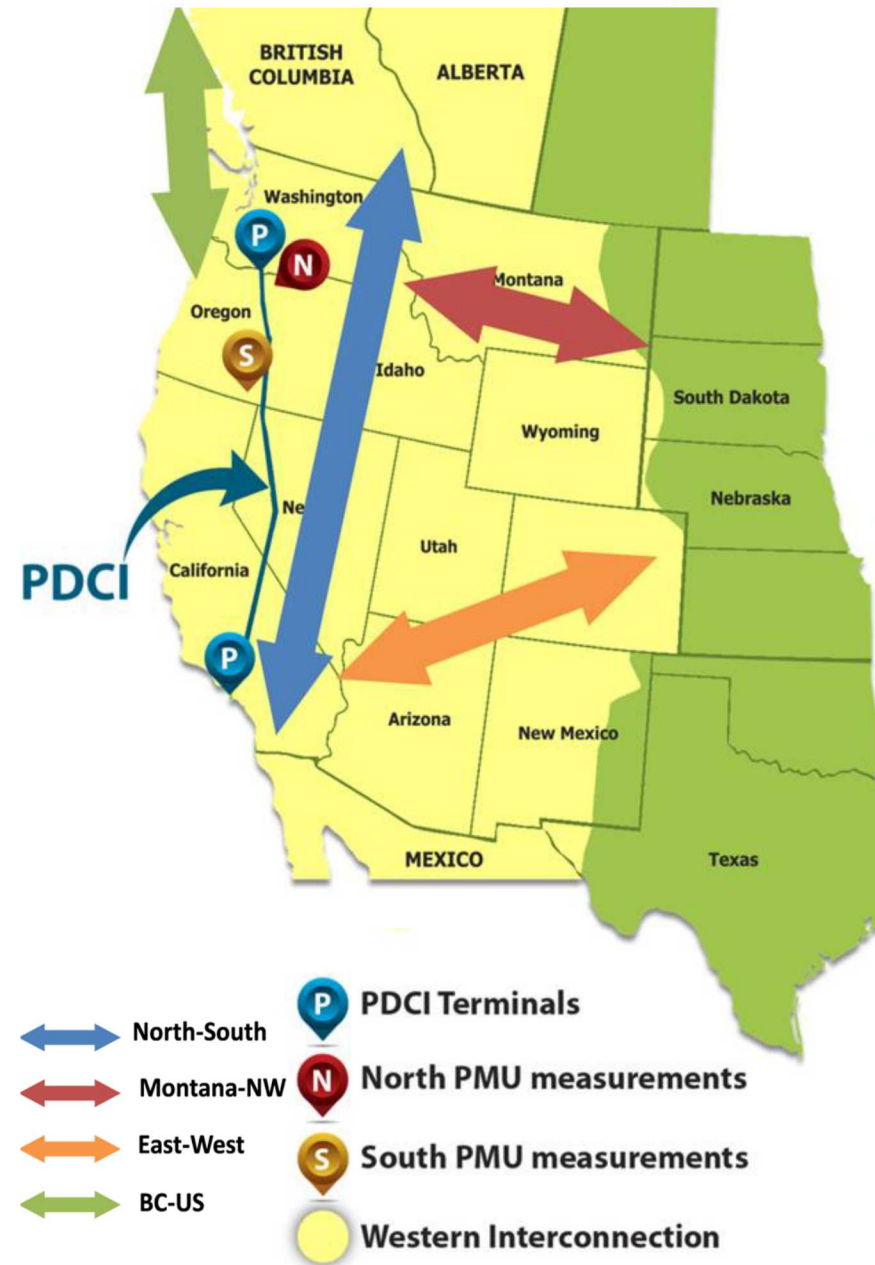 BRITISH
COLUMBIA
ALBERTA
Washington
P
N
Montana
Oregon
S
Idaho
South Dakota
Wyoming
Nebraska
Ne
Utah
PDCI
California
P
Arizona
New Mexico
MEXICO
Texas
P PDCI Terminals
North-South
N North PMU measurements
Montana-NW
East-West
S South PMU measurements
BC-US
Western Interconnection